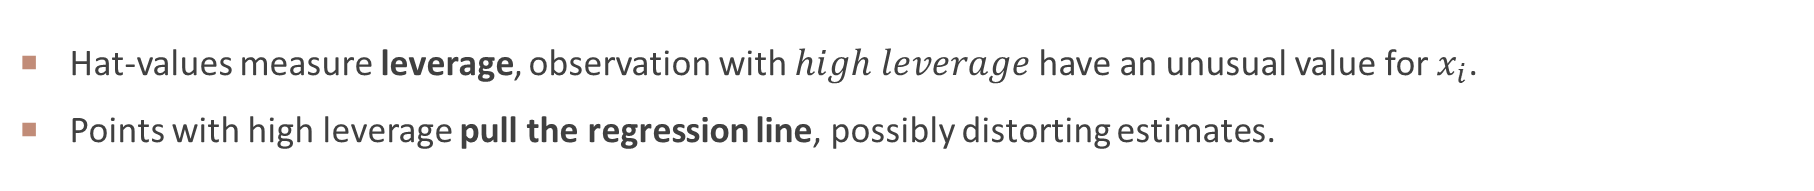 ▪ Hat-values measure leverage, observation with high leverage have an unusual value for xᵢ.
▪ Points with high leverage pull the regression line, possibly distorting estimates.